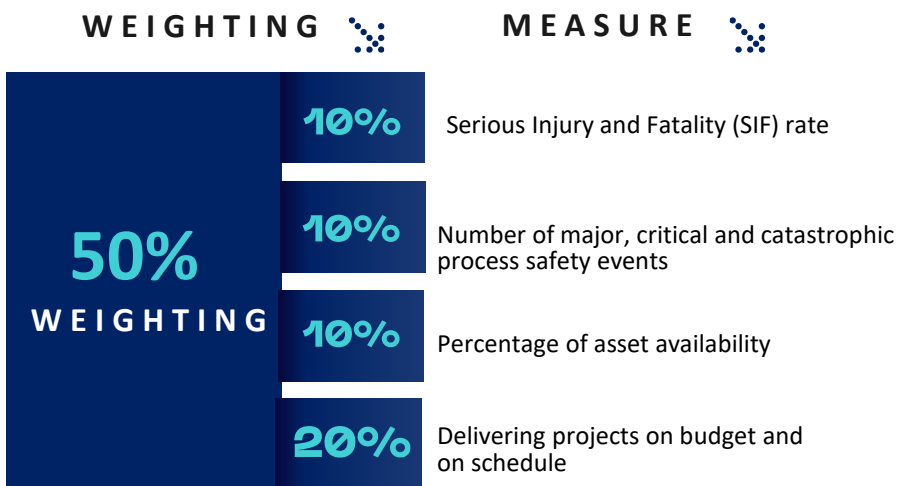 WEIGHTING
MEASURE
50%
WEIGHTING
10%
Serious Injury and Fatality (SIF) rate
10%
Number of major, critical and catastrophic
process safety events
10%
Percentage of asset availability
20%
Delivering projects on budget and
on schedule